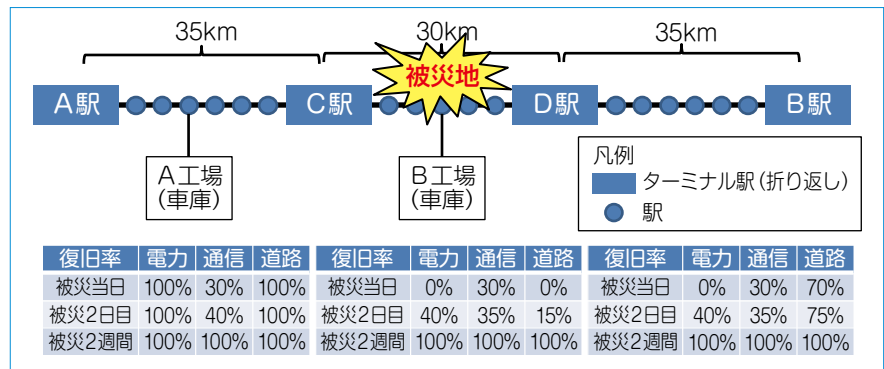 35km 30km 35km
被災地
A駅 C駅 D駅 B駅
A工場
(車庫)
B工場
(車庫)
凡例
ターミナル駅(折り返し)
駅
復旧率 電力 通信 道路
被災当日 100% 30% 100%
被災2日目 100% 40% 100%
被災2週間 100% 100% 100%
復旧率 電力 通信 道路
被災当日 0% 30% 0%
被災2日目 40% 35% 15%
被災2週間 100% 100% 100%
復旧率 電力 通信 道路
被災当日 0% 30% 70%
被災2日目 40% 35% 75%
被災2週間 100% 100% 100%